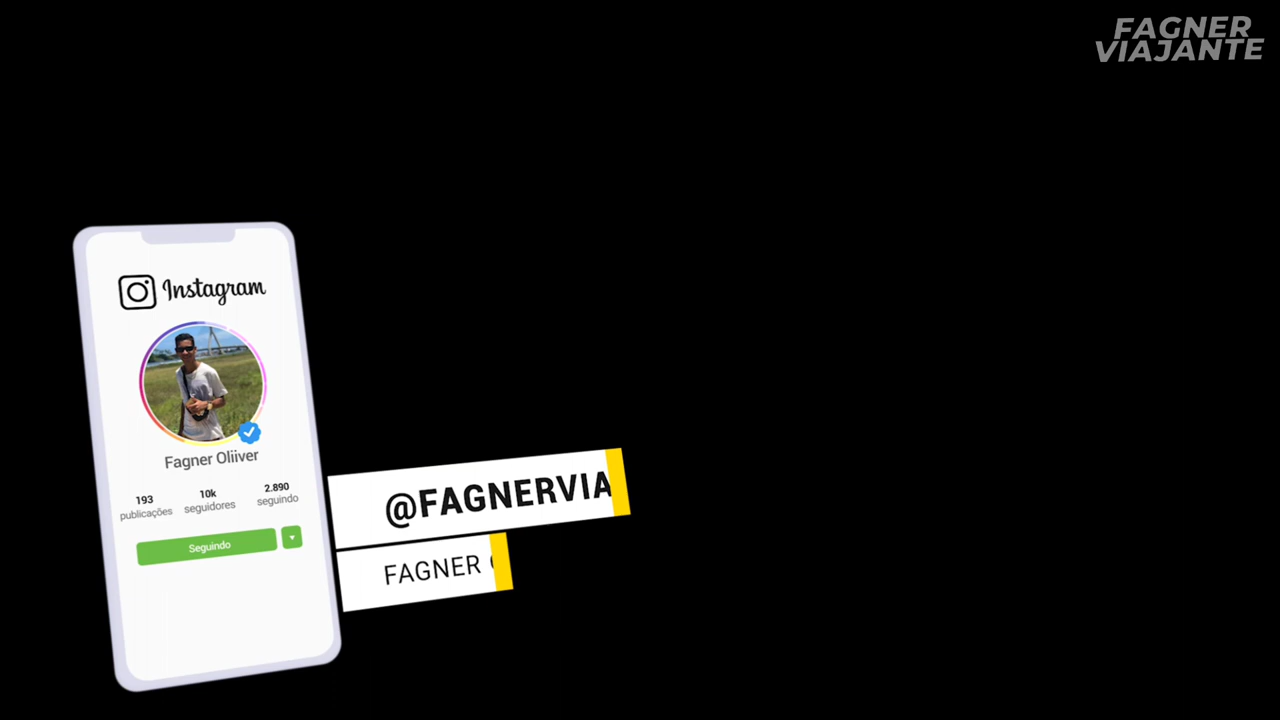 FAGNER
VIAJANTE
Instagram
Fagner Oliiver
193 10k 2.890
publicações seguidores seguindo
Seguindo
@FAGNERVIA
FAGNER